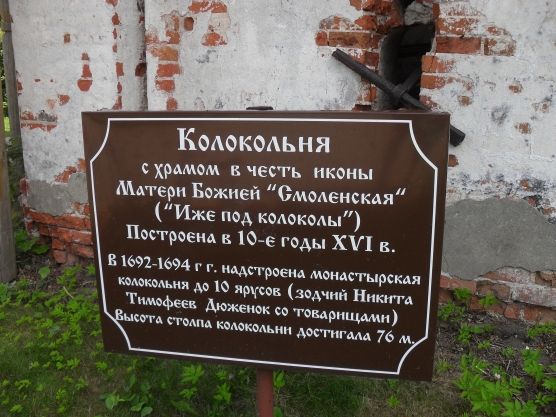 Колокольня
с храмом в честь иконы
Матери Божией "Смоленская"
("Иже под колоколы")
Построена в 10-е годы XVI в.
В 1692-1694 г г. надстроена монастырская
колокольня до 10 ярусов (зодчий Никита
Тимофеев Дюженок со товарищами)
Высота столпа колокольни достигала 76 м.